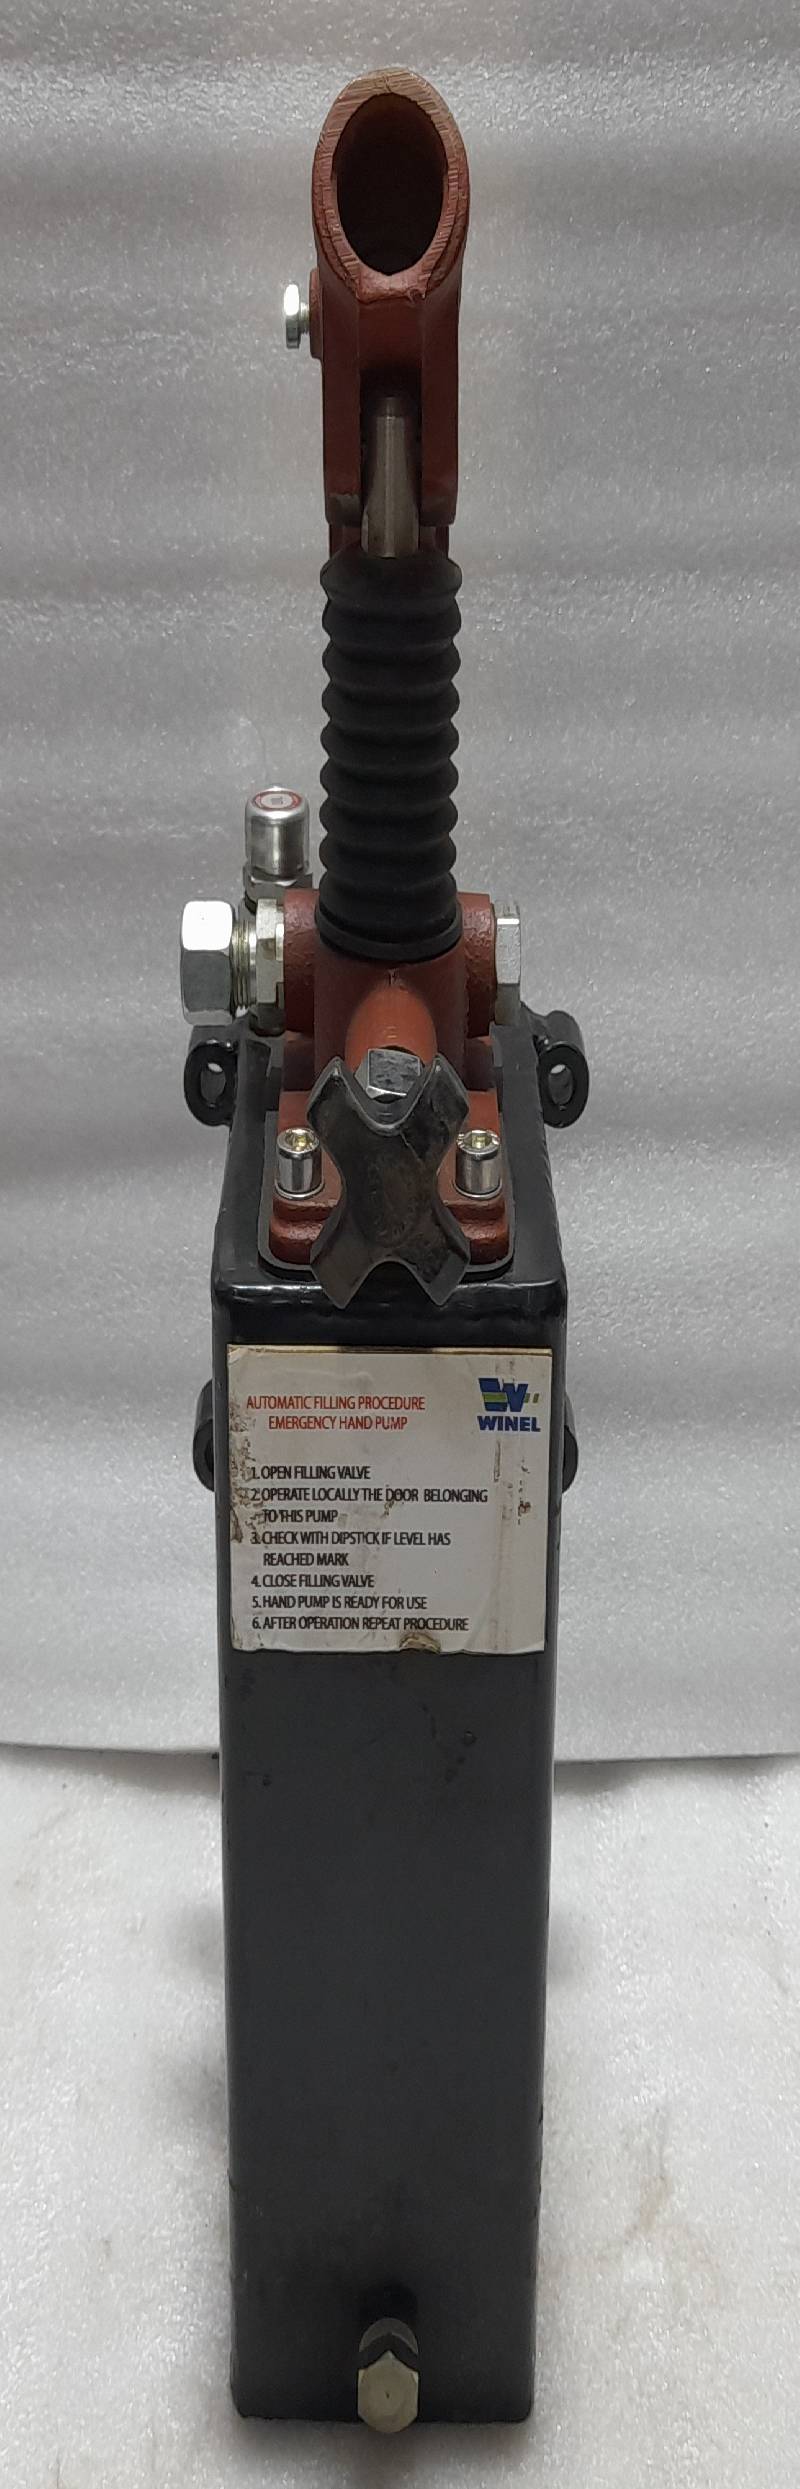 AUTOMATIC FILLING PROCEDURE
EMERGENCY HAND PUMP
WINEL
1. OPEN FILLING VALVE
2. OPERATE LOCALLY THE DOOR BELONGING
TO THIS PUMP
3. CHECK WITH DIPSTICK IF LEVEL HAS
REACHED MARK
4. CLOSE FILLING VALVE
5. HAND PUMP IS READY FOR USE
6. AFTER OPERATION REPEAT PROCEDURE